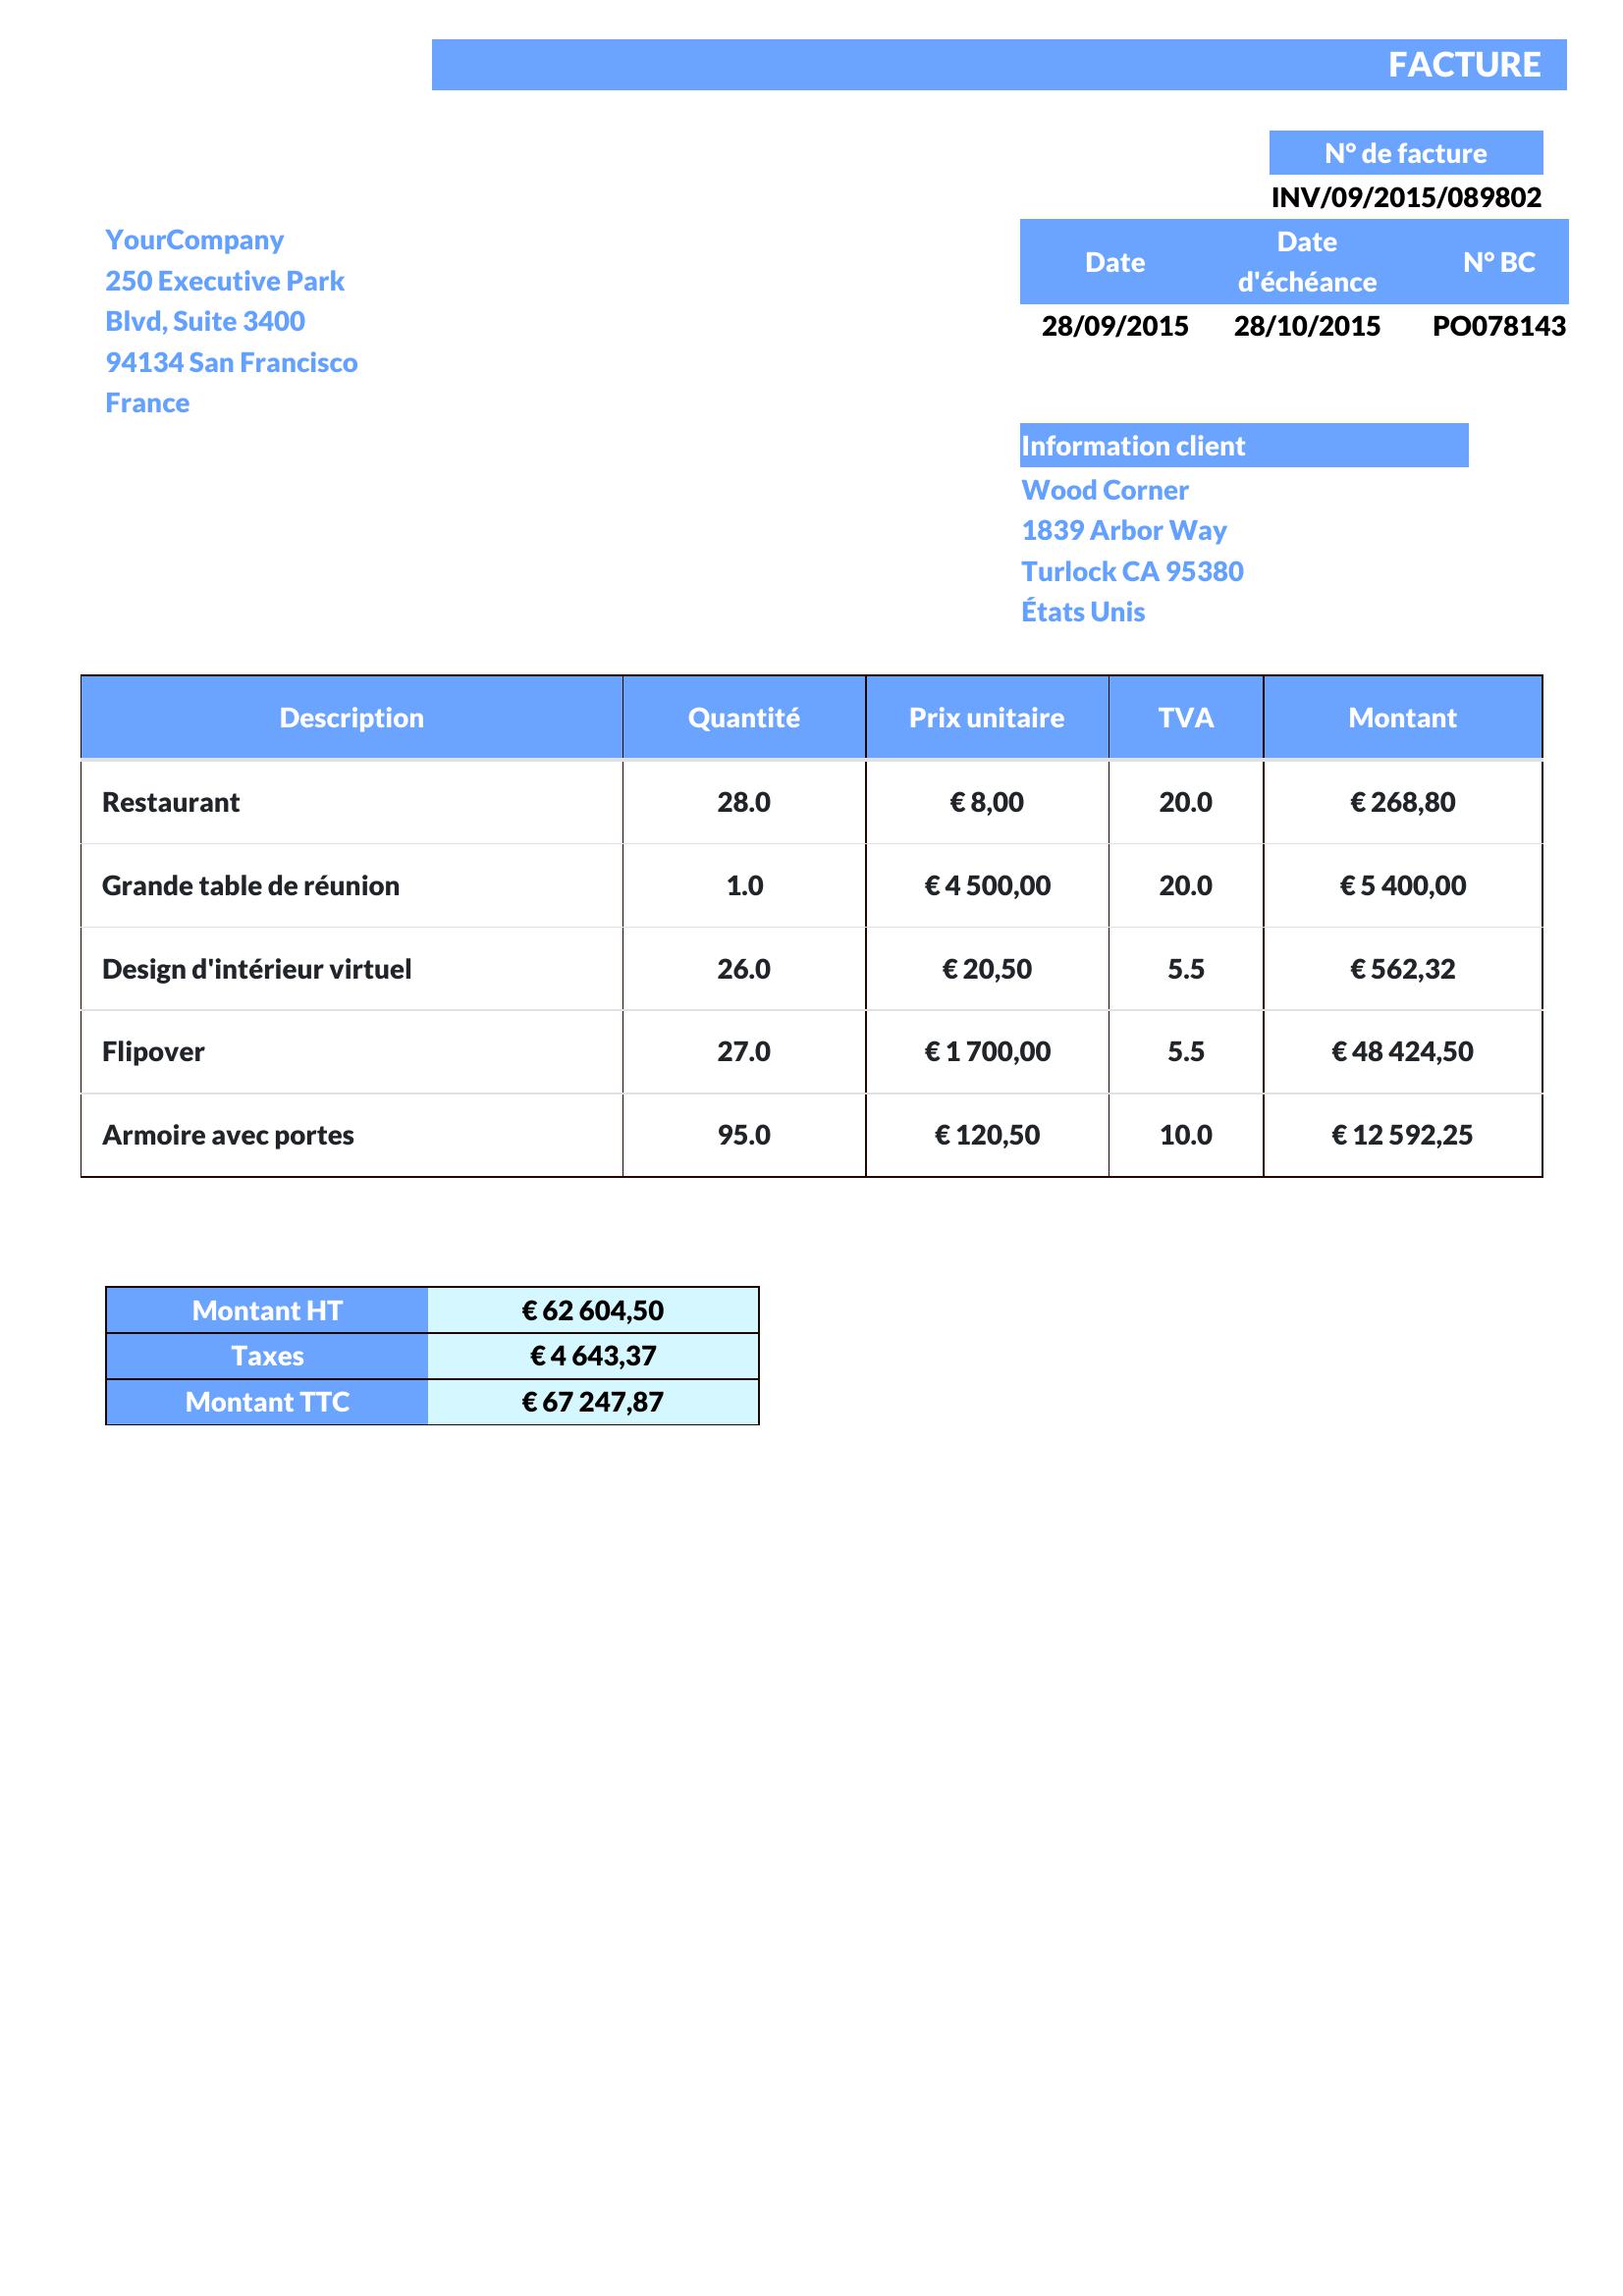 FACTURE
N° de facture
INV/09/2015/089802
YourCompany
250 Executive Park
Blvd, Suite 3400
94134 San Francisco
France
Date Date d'échéance N° BC
28/09/2015 28/10/2015 PO078143
Information client
Wood Corner
1839 Arbor Way
Turlock CA 95380
États Unis
Description Quantité Prix unitaire TVA Montant
Restaurant 28.0 € 8,00 20.0 € 268,80
Grande table de réunion 1.0 € 4 500,00 20.0 € 5 400,00
Design d'intérieur virtuel 26.0 € 20,50 5.5 € 562,32
Flipover 27.0 € 1 700,00 5.5 € 48 424,50
Armoire avec portes 95.0 € 120,50 10.0 € 12 592,25
Montant HT € 62 604,50
Taxes € 4 643,37
Montant TTC € 67 247,87